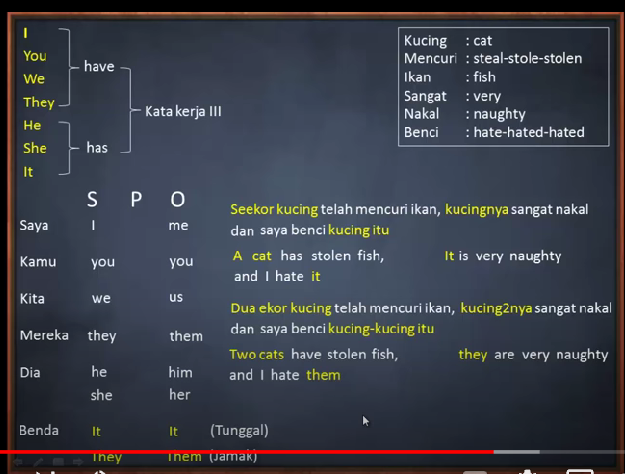 I
You
We
They
He
She
It
have
has
Kata kerja III
Kucing : cat
Mencuri : steal-stole-stolen
Ikan : fish
Sangat : very
Nakal : naughty
Benci : hate-hated-hated
S P O
Saya I me
Kamu you you
Kita we us
Mereka they them
Dia he him
she her
Benda It It (Tunggal)
They Them (Jamak)
Seekor kucing telah mencuri ikan, kucingnya sangat nakal
dan saya benci kucing itu
A cat has stolen fish, It is very naughty
and I hate it
Dua ekor kucing telah mencuri ikan, kucing2nya sangat nakal
dan saya benci kucing-kucing itu
Two cats have stolen fish, they are very naughty
and I hate them